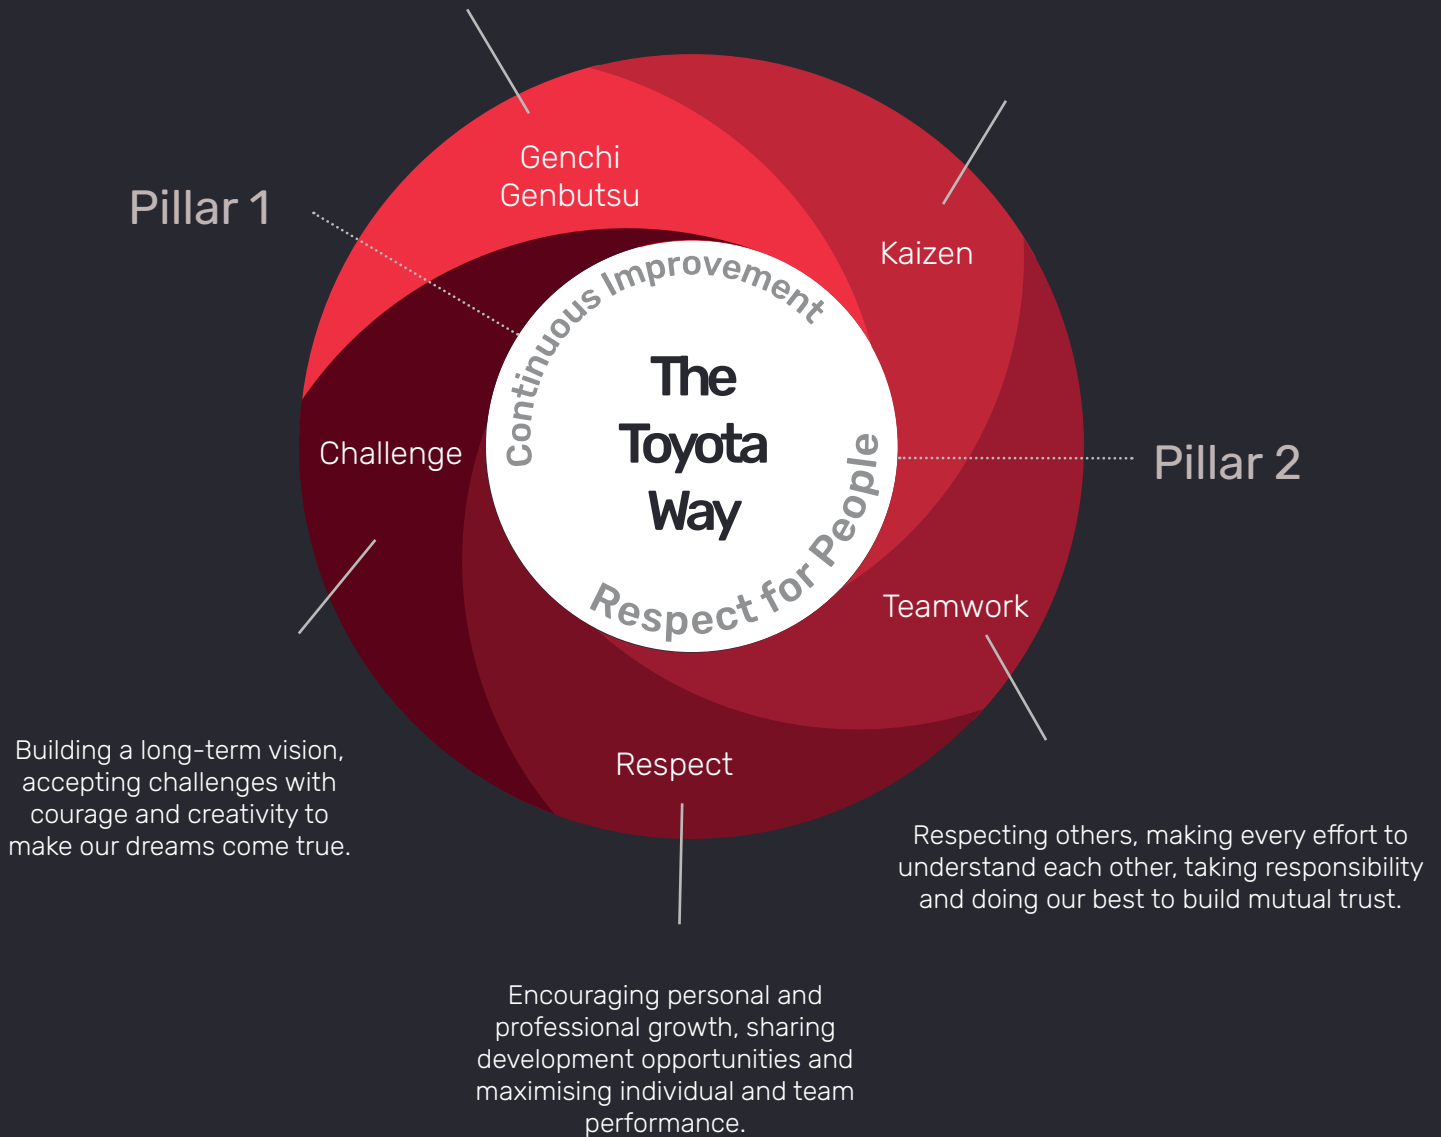 Genchi
Genbutsu
Pillar 1
Kaizen
Continuous Improvement
The
Toyota
Way
Challenge
Pillar 2
Respect for People
Teamwork
Respect
Building a long-term vision,
accepting challenges with
courage and creativity to
make our dreams come true.
Respecting others, making every effort to
understand each other, taking responsibility
and doing our best to build mutual trust.
Encouraging personal and
professional growth, sharing
development opportunities and
maximising individual and team
performance.